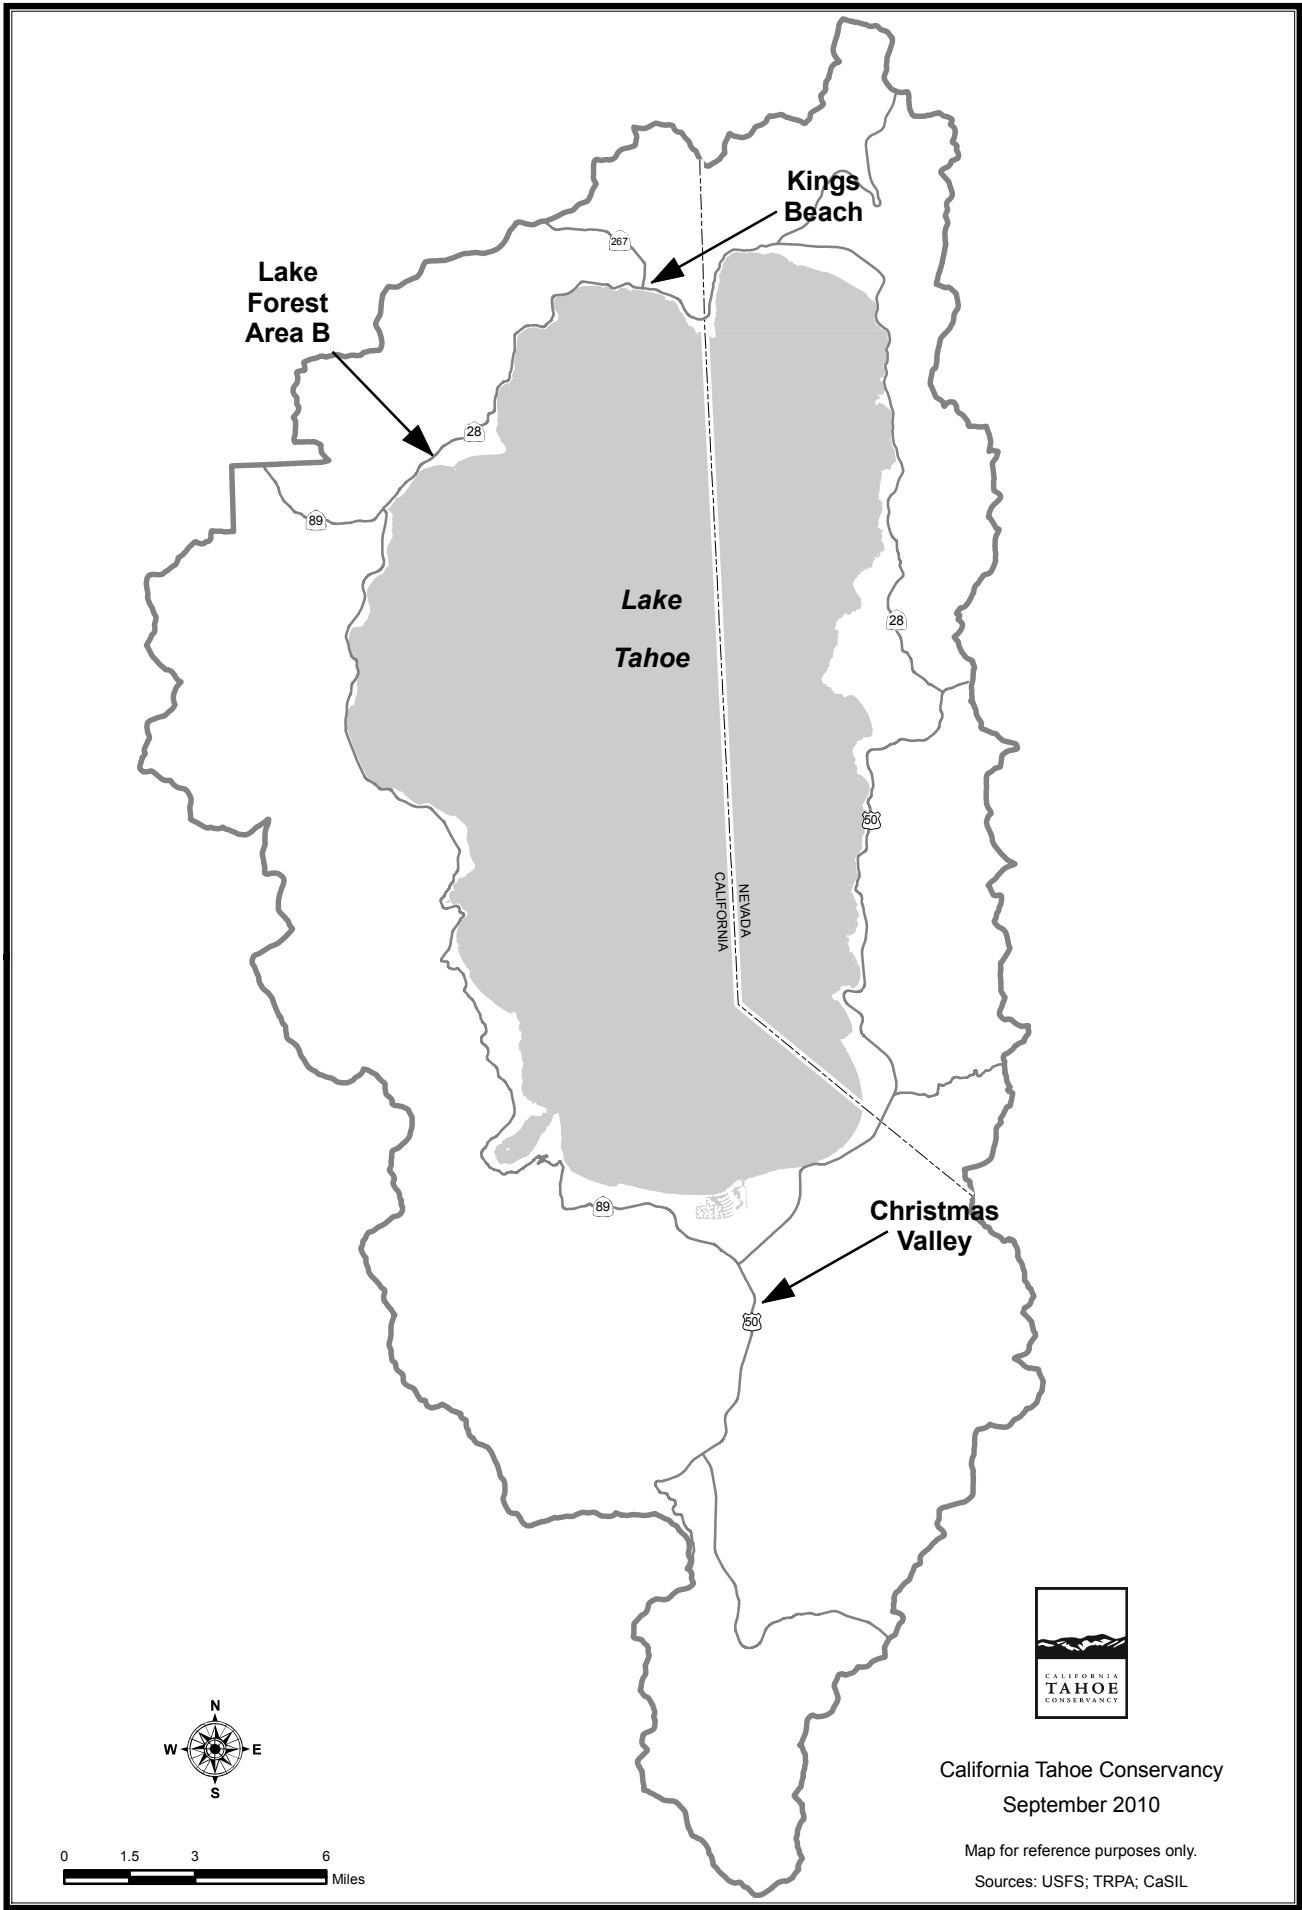 Kings
Beach
267
Lake
Forest
Area B
28
89
Lake
Tahoe
28
50
NEVADA
CALIFORNIA
89
Christmas
Valley
50
CALIFORNIA
TAHOE
CONSERVANCY
N
W
E
S
California Tahoe Conservancy
September 2010
0 1.5 3 6
Miles
Map for reference purposes only.
Sources: USFS; TRPA; CaSIL